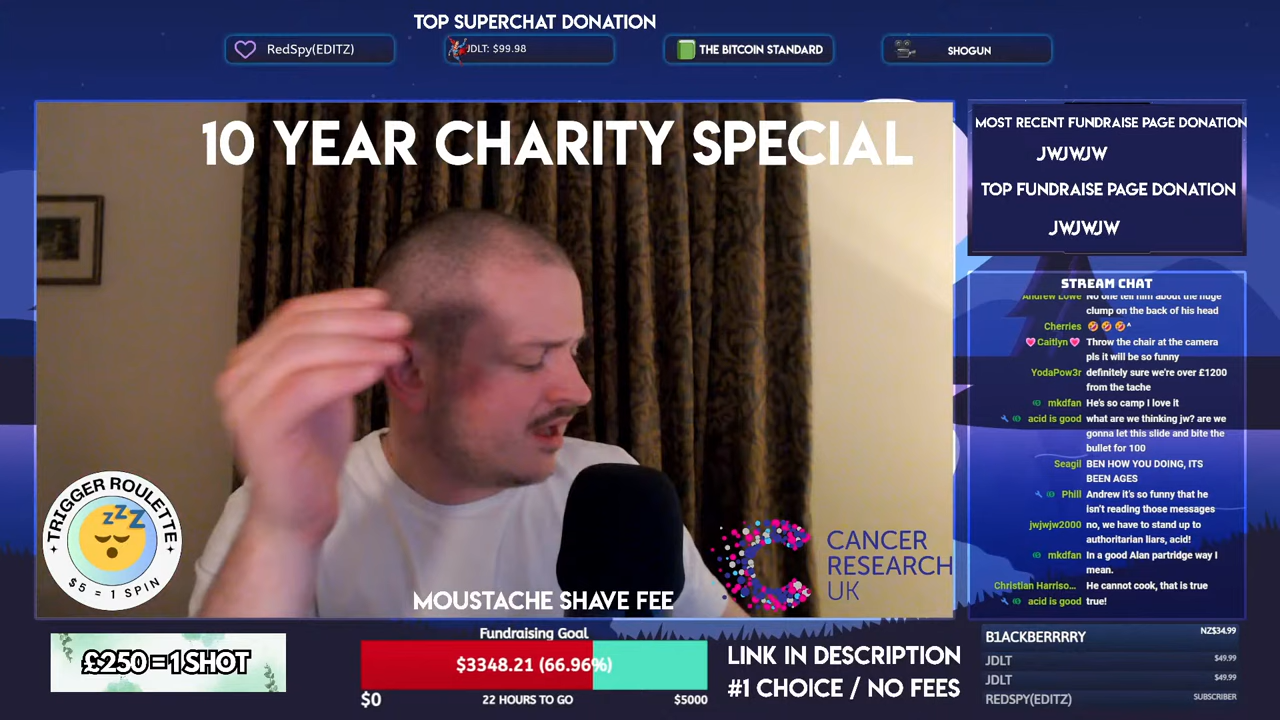 TOP SUPERCHAT DONATION
RedSpy(EDITZ)
JDLT: $99.98
THE BITCOIN STANDARD
SHOGUN
10 YEAR CHARITY SPECIAL
MOST RECENT FUNDRAISE PAGE DONATION
JWJWJW
TOP FUNDRAISE PAGE DONATION
JWJWJW
STREAM CHAT
Andrew Lowe No one tell him about the huge
clump on the back of his head
Cherries 🤣 🤣 🤣^
💗Caitlyn💗 Throw the chair at the camera
pls it will be so funny
YodaPow3r definitely sure we're over £1200
from the tache
mkdfan He's so camp I love it
acid is good what are we thinking jw? are we
gonna let this slide and bite the
bullet for 100
Seagil BEN HOW YOU DOING, ITS
BEEN AGES
Phill Andrew it's so funny that he
isn't reading those messages
jwjwjw2000 no, we have to stand up to
authoritarian liars, acid!
mkdfan In a good Alan partridge way I
mean.
Christian Harriso... He cannot cook, that is true
acid is good true!
TRIGGER ROULETTE
zzz
$5 = 1 SPIN
CANCER
RESEARCH
UK
MOUSTACHE SHAVE FEE
£250 = 1 SHOT
Fundraising Goal
$3348.21 (66.96%)
$0
22 HOURS TO GO
$5000
LINK IN DESCRIPTION
#1 CHOICE / NO FEES
B1ACKBERRRRY NZ$34.99
JDLT $49.99
JDLT $49.99
REDSPY(EDITZ) SUBSCRIBER